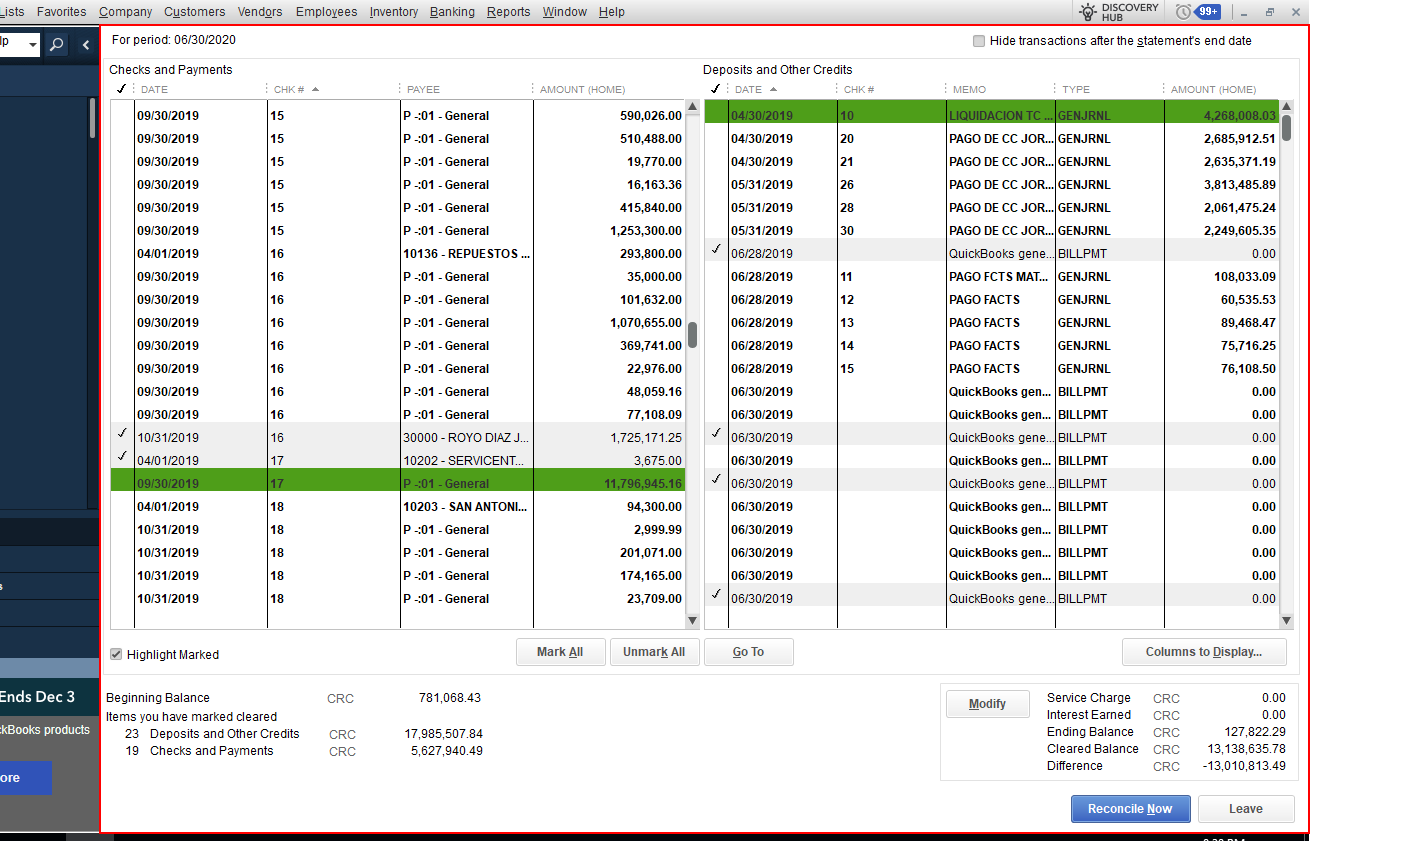 Lists Favorites Company Customers Vendors Employees Inventory Banking Reports Window Help
DISCOVERY HUB 99+
For period: 06/30/2020
Hide transactions after the statement's end date
Checks and Payments
✓ DATE CHK # PAYEE AMOUNT (HOME)
09/30/2019 15 P -:01 - General 590,026.00
09/30/2019 15 P -:01 - General 510,488.00
09/30/2019 15 P -:01 - General 19,770.00
09/30/2019 15 P -:01 - General 16,163.36
09/30/2019 15 P -:01 - General 415,840.00
09/30/2019 15 P -:01 - General 1,253,300.00
04/01/2019 16 10136 - REPUESTOS ... 293,800.00
09/30/2019 16 P -:01 - General 35,000.00
09/30/2019 16 P -:01 - General 101,632.00
09/30/2019 16 P -:01 - General 1,070,655.00
09/30/2019 16 P -:01 - General 369,741.00
09/30/2019 16 P -:01 - General 22,976.00
09/30/2019 16 P -:01 - General 48,059.16
09/30/2019 16 P -:01 - General 77,108.09
✓ 10/31/2019 16 30000 - ROYO DIAZ J... 1,725,171.25
✓ 04/01/2019 17 10202 - SERVICENT... 3,675.00
09/30/2019 17 P -:01 - General 11,796,945.16
04/01/2019 18 10203 - SAN ANTONI... 94,300.00
10/31/2019 18 P -:01 - General 2,999.99
10/31/2019 18 P -:01 - General 201,071.00
10/31/2019 18 P -:01 - General 174,165.00
10/31/2019 18 P -:01 - General 23,709.00
Deposits and Other Credits
✓ DATE CHK # MEMO TYPE AMOUNT (HOME)
04/30/2019 10 LIQUIDACION TC ... GENJRNL 4,268,008.03
04/30/2019 20 PAGO DE CC JOR... GENJRNL 2,685,912.51
04/30/2019 21 PAGO DE CC JOR... GENJRNL 2,635,371.19
05/31/2019 26 PAGO DE CC JOR... GENJRNL 3,813,485.89
05/31/2019 28 PAGO DE CC JOR... GENJRNL 2,061,475.24
05/31/2019 30 PAGO DE CC JOR... GENJRNL 2,249,605.35
✓ 06/28/2019 QuickBooks gene... BILLPMT 0.00
06/28/2019 11 PAGO FCTS MAT... GENJRNL 108,033.09
06/28/2019 12 PAGO FACTS GENJRNL 60,535.53
06/28/2019 13 PAGO FACTS GENJRNL 89,468.47
06/28/2019 14 PAGO FACTS GENJRNL 75,716.25
06/28/2019 15 PAGO FACTS GENJRNL 76,108.50
06/30/2019 QuickBooks gen... BILLPMT 0.00
06/30/2019 QuickBooks gen... BILLPMT 0.00
✓ 06/30/2019 QuickBooks gene... BILLPMT 0.00
06/30/2019 QuickBooks gen... BILLPMT 0.00
✓ 06/30/2019 QuickBooks gene... BILLPMT 0.00
06/30/2019 QuickBooks gen... BILLPMT 0.00
06/30/2019 QuickBooks gen... BILLPMT 0.00
06/30/2019 QuickBooks gen... BILLPMT 0.00
06/30/2019 QuickBooks gen... BILLPMT 0.00
✓ 06/30/2019 QuickBooks gene... BILLPMT 0.00
Highlight Marked
Mark All Unmark All Go To Columns to Display...
Beginning Balance CRC 781,068.43
Items you have marked cleared
23 Deposits and Other Credits CRC 17,985,507.84
19 Checks and Payments CRC 5,627,940.49
Modify
Service Charge CRC 0.00
Interest Earned CRC 0.00
Ending Balance CRC 127,822.29
Cleared Balance CRC 13,138,635.78
Difference CRC -13,010,813.49
Reconcile Now Leave
lp
s
Ends Dec 3
ckBooks products
ore